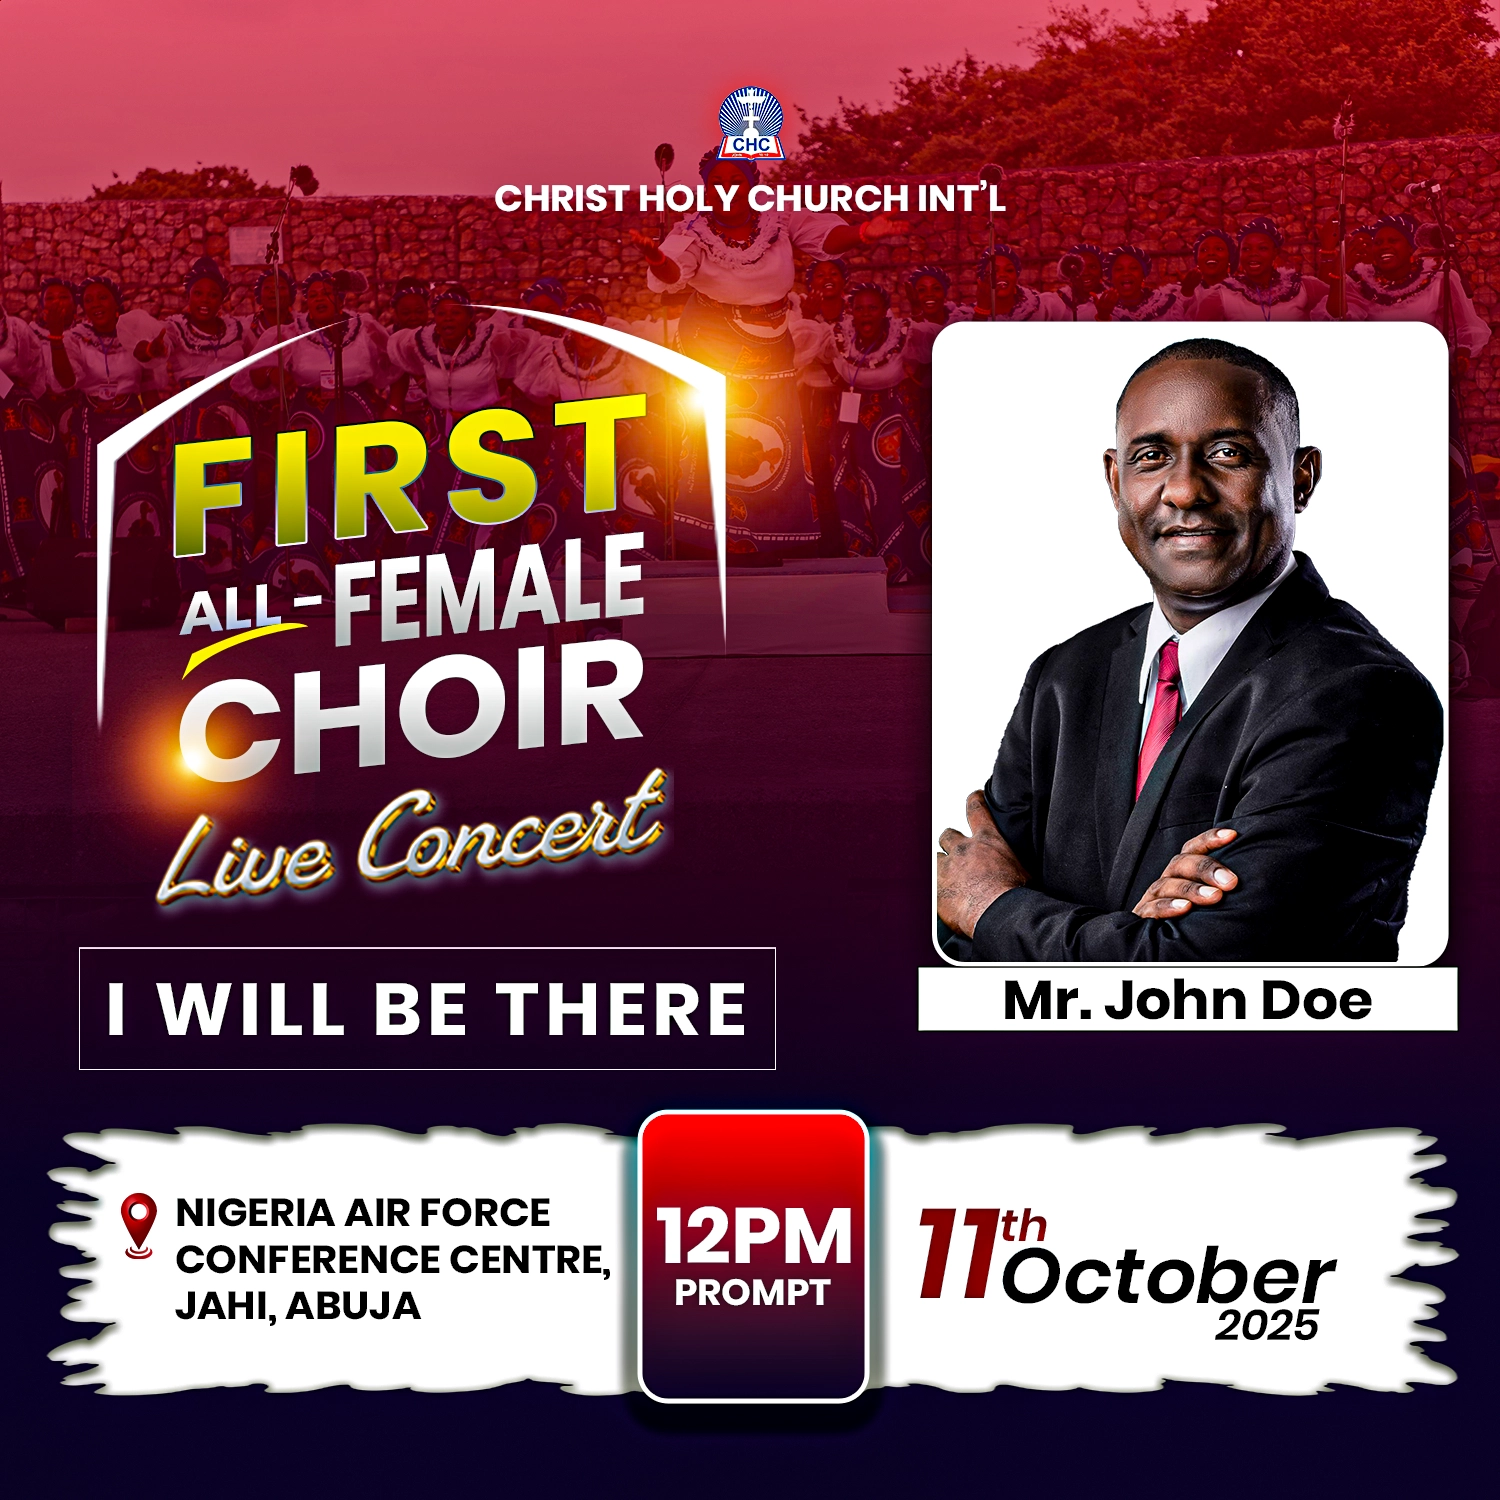 CHC
CHRIST HOLY CHURCH INT'L
FIRST
ALL-FEMALE
CHOIR
Live Concert
I WILL BE THERE
Mr. John Doe
NIGERIA AIR FORCE
CONFERENCE CENTRE,
JAHI, ABUJA
12PM
PROMPT
11th
October
2025